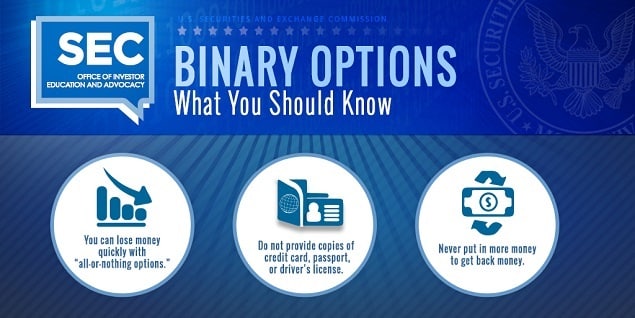 U.S. SECURITIES AND EXCHANGE COMMISSION
SEC
OFFICE OF INVESTOR
EDUCATION AND ADVOCACY
BINARY OPTIONS
What You Should Know
U.S. SECURITIE
You can lose money
quickly with
"all-or-nothing options."
Do not provide copies of
credit card, passport,
or driver's license.
Never put in more money
to get back money.